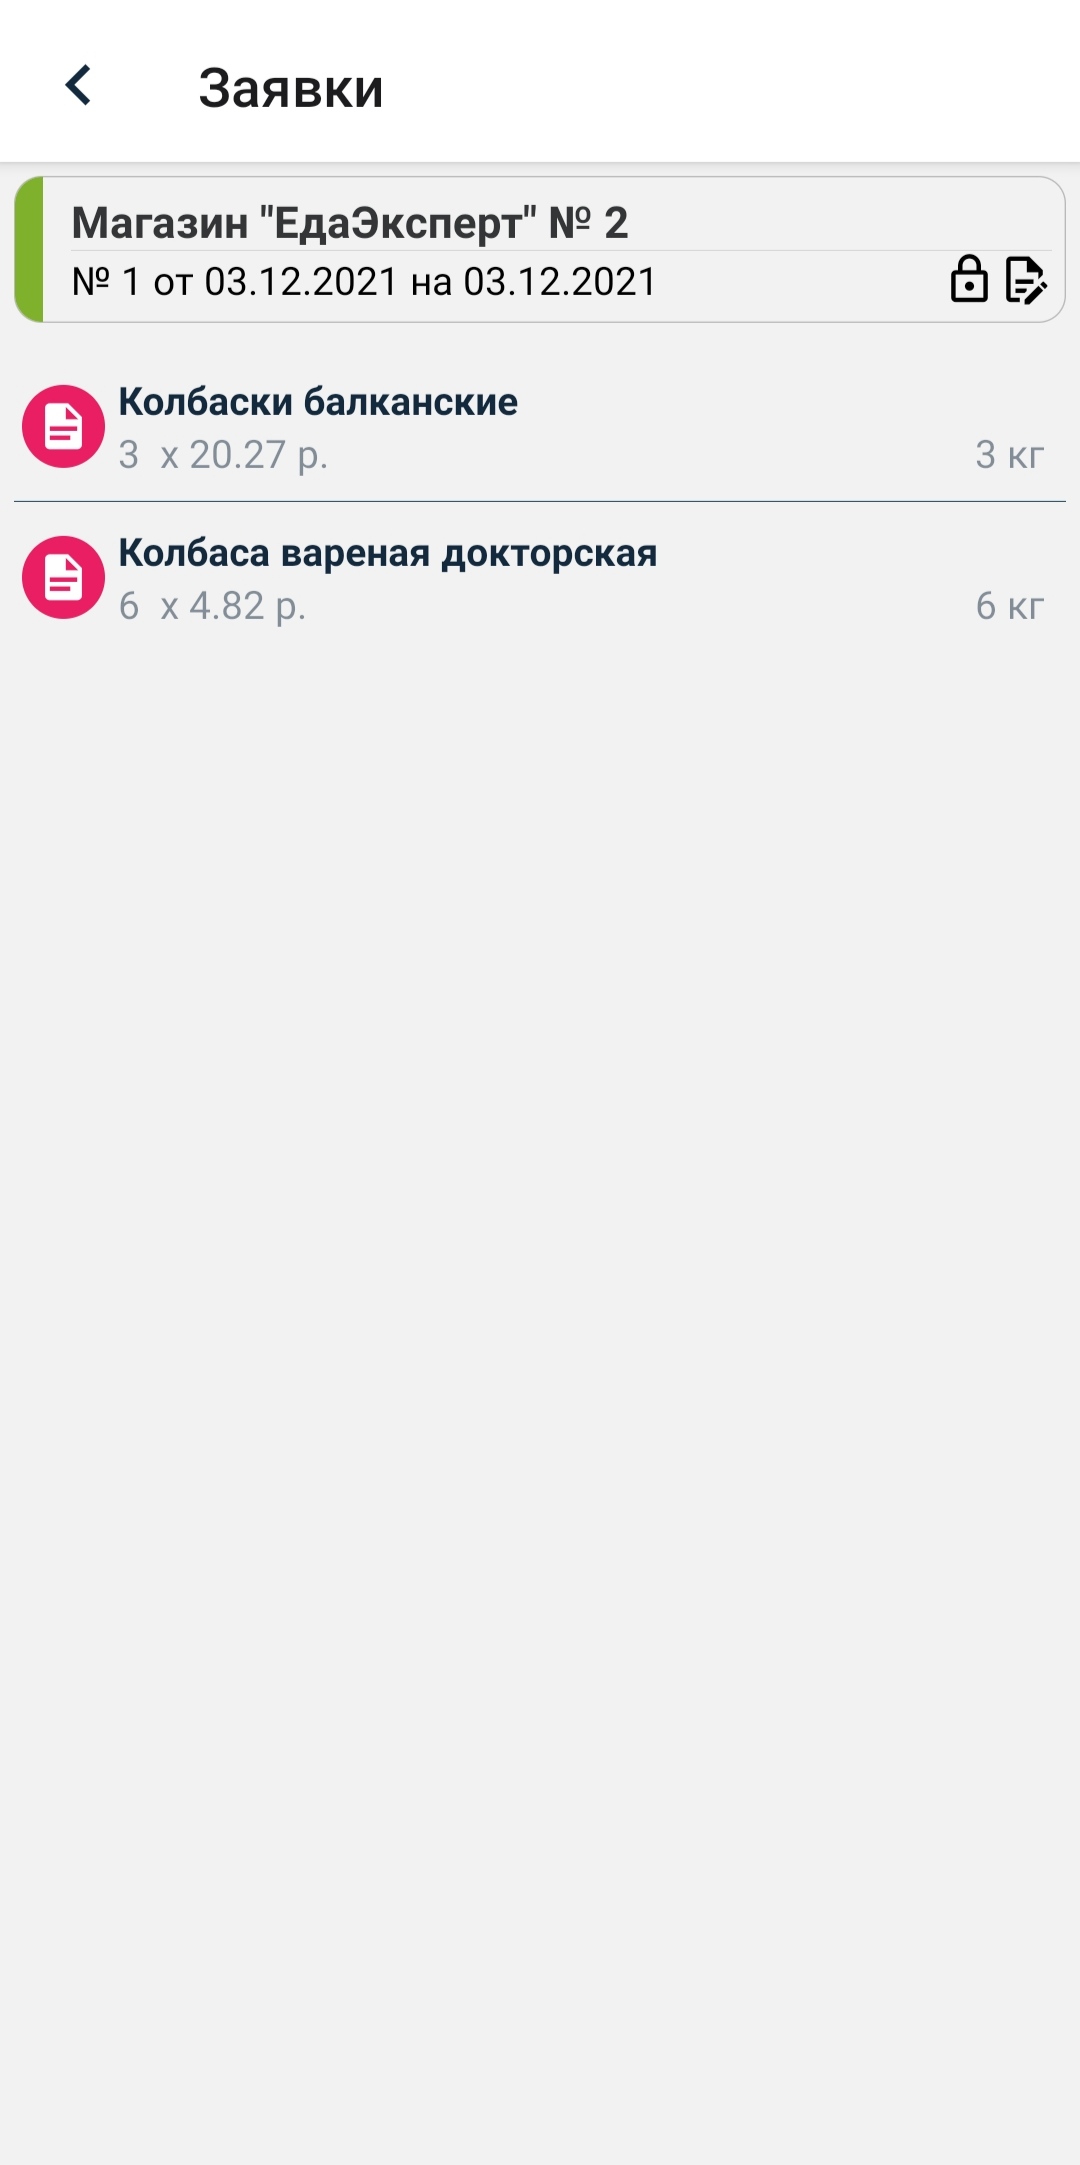 Заявки
Магазин "ЕдаЭксперт" № 2
№ 1 от 03.12.2021 на 03.12.2021
Колбаски балканские
3 x 20.27 р. 3 кг
Колбаса вареная докторская
6 x 4.82 р. 6 кг